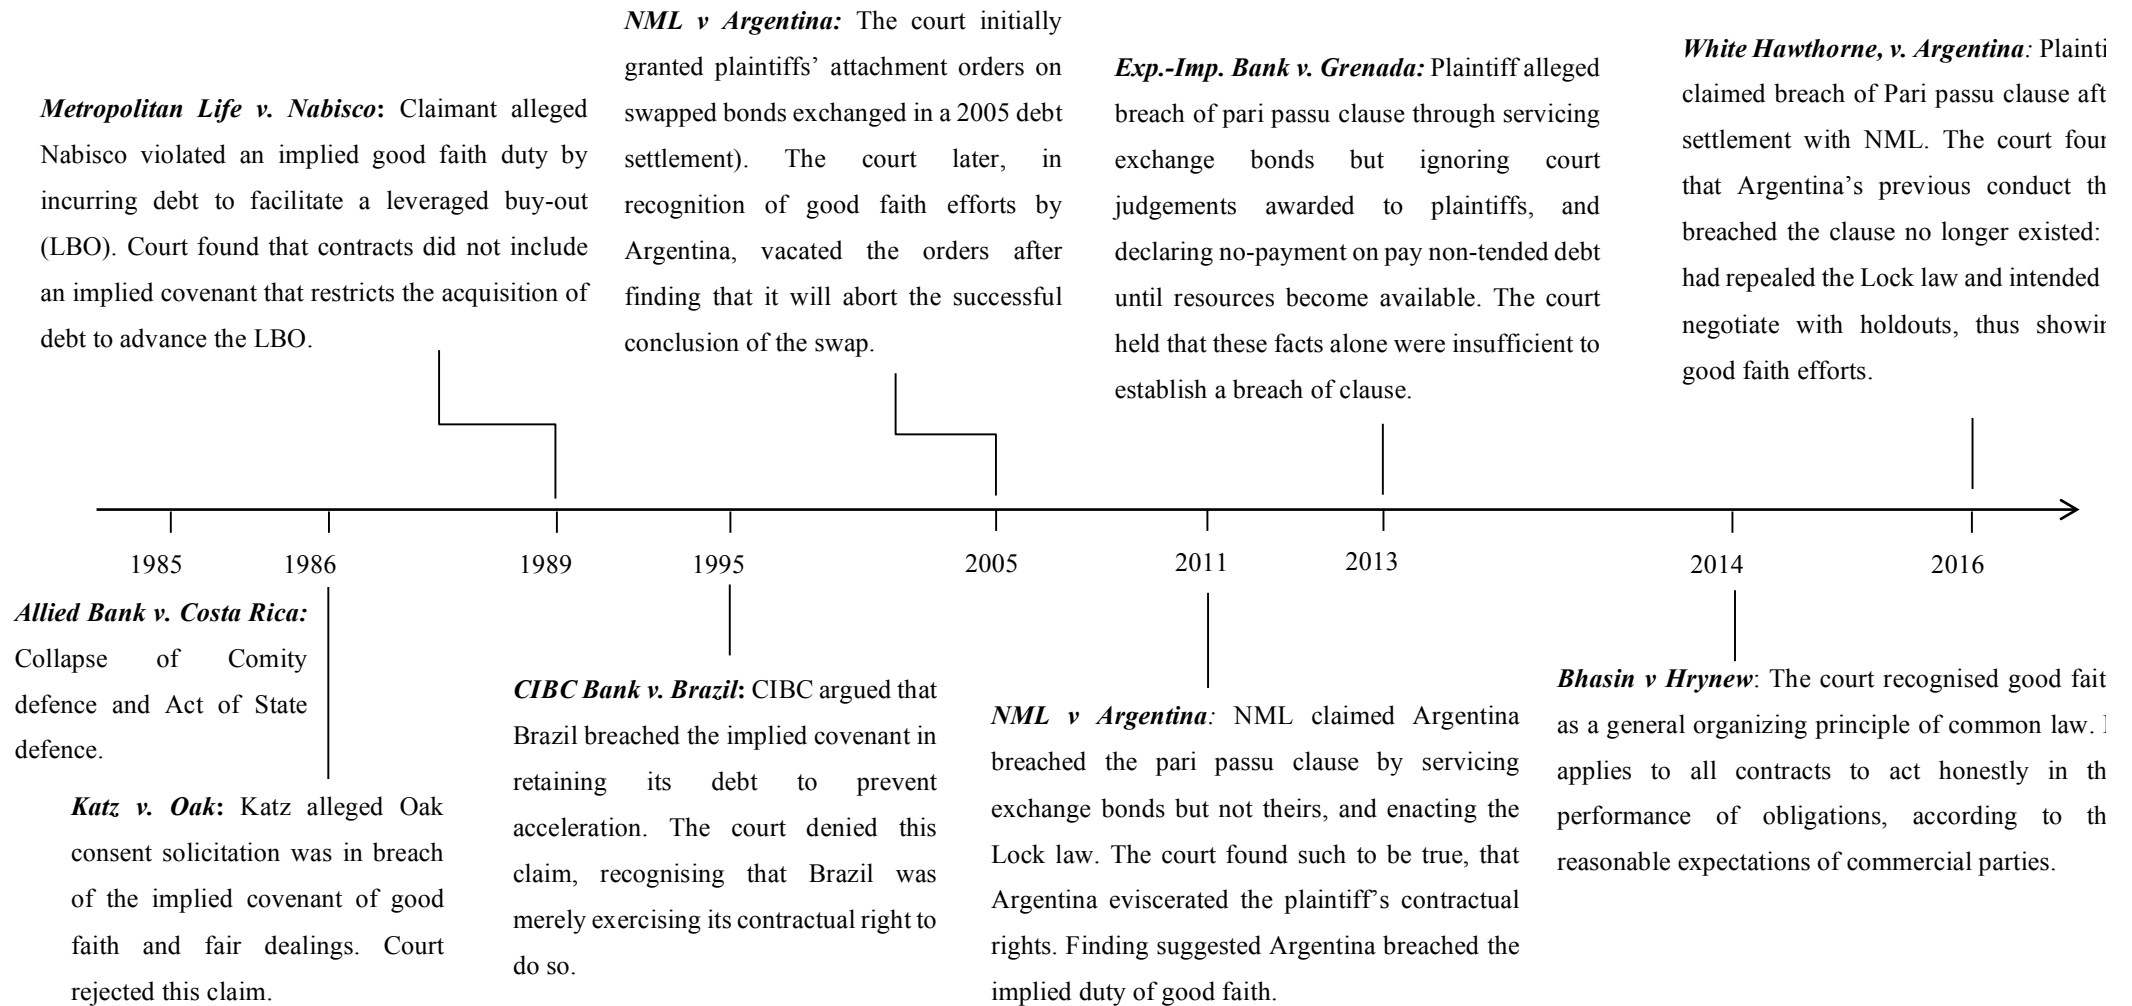 Metropolitan Life v. Nabisco: Claimant alleged
Nabisco violated an implied good faith duty by
incurring debt to facilitate a leveraged buy-out
(LBO). Court found that contracts did not include
an implied covenant that restricts the acquisition of
debt to advance the LBO.
NML v Argentina: The court initially
granted plaintiffs’ attachment orders on
swapped bonds exchanged in a 2005 debt
settlement). The court later, in
recognition of good faith efforts by
Argentina, vacated the orders after
finding that it will abort the successful
conclusion of the swap.
Exp.-Imp. Bank v. Grenada: Plaintiff alleged
breach of pari passu clause through servicing
exchange bonds but ignoring court
judgements awarded to plaintiffs, and
declaring no-payment on pay non-tended debt
until resources become available. The court
held that these facts alone were insufficient to
establish a breach of clause.
White Hawthorne, v. Argentina:
claimed breach of Pari passu clause
settlement with NML. The court
that Argentina’s previous conduct
breached the clause no longer existed:
had repealed the Lock law and intended
negotiate with holdouts, thus
good faith efforts.
1985
1986
1989
1995
2005
2011
2013
2014
2016
Allied Bank v. Costa Rica:
Collapse of Comity
defence and Act of State
defence.
Katz v. Oak: Katz alleged Oak
consent solicitation was in breach
of the implied covenant of good
faith and fair dealings. Court
rejected this claim.
CIBC Bank v. Brazil: CIBC argued that
Brazil breached the implied covenant in
retaining its debt to prevent
acceleration. The court denied this
claim, recognising that Brazil was
merely exercising its contractual right to
do so.
NML v Argentina: NML claimed Argentina
breached the pari passu clause by servicing
exchange bonds but not theirs, and enacting the
Lock law. The court found such to be true, that
Argentina eviscerated the plaintiff’s contractual
rights. Finding suggested Argentina breached the
implied duty of good faith.
Bhasin v Hrynew: The court recognised good
as a general organizing principle of common law.
applies to all contracts to act honestly in
performance of obligations, according to
reasonable expectations of commercial parties.